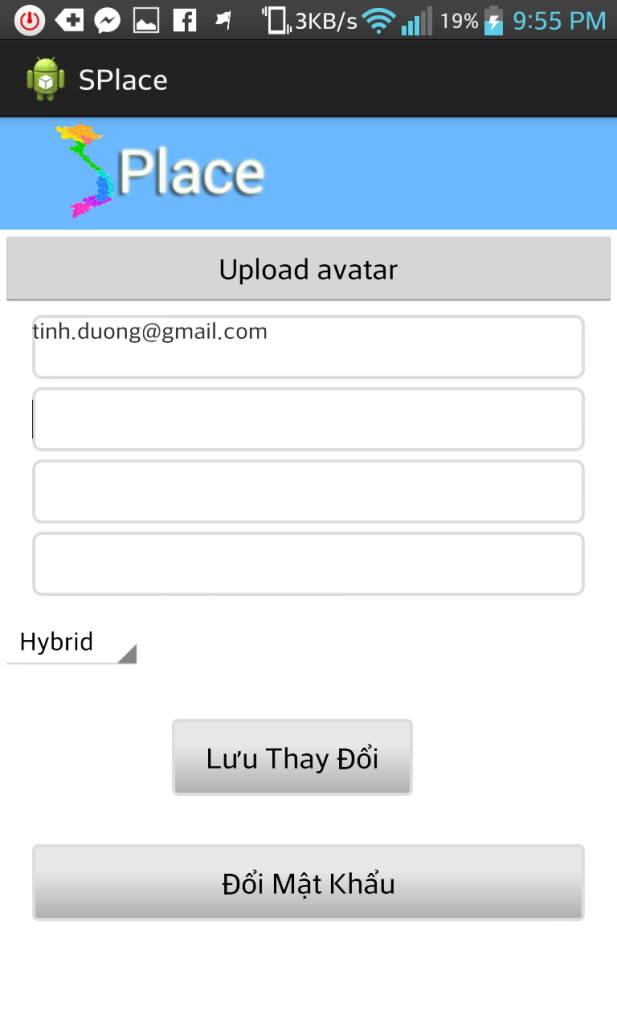 3KB/s 19% 9:55 PM
SPlace
Place
Upload avatar
tinh.duong@gmail.com
Hybrid
Lưu Thay Đổi
Đổi Mật Khẩu